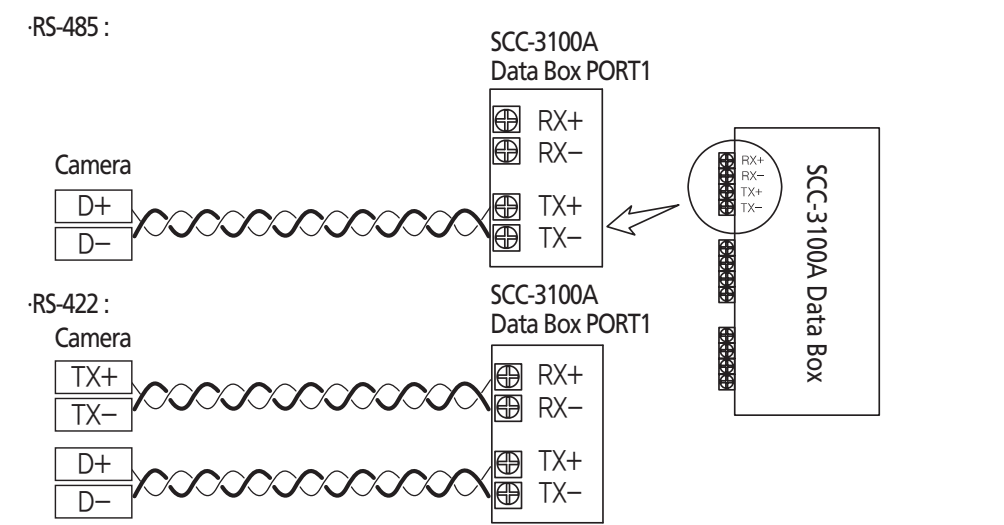 ·RS-485 :
SCC-3100A
Data Box PORT1
RX+
RX−
Camera
D+
D−
TX+
TX−
RX+
RX−
TX+
TX−
SCC-3100A Data Box
·RS-422 :
SCC-3100A
Data Box PORT1
Camera
TX+
TX−
RX+
RX−
D+
D−
TX+
TX−